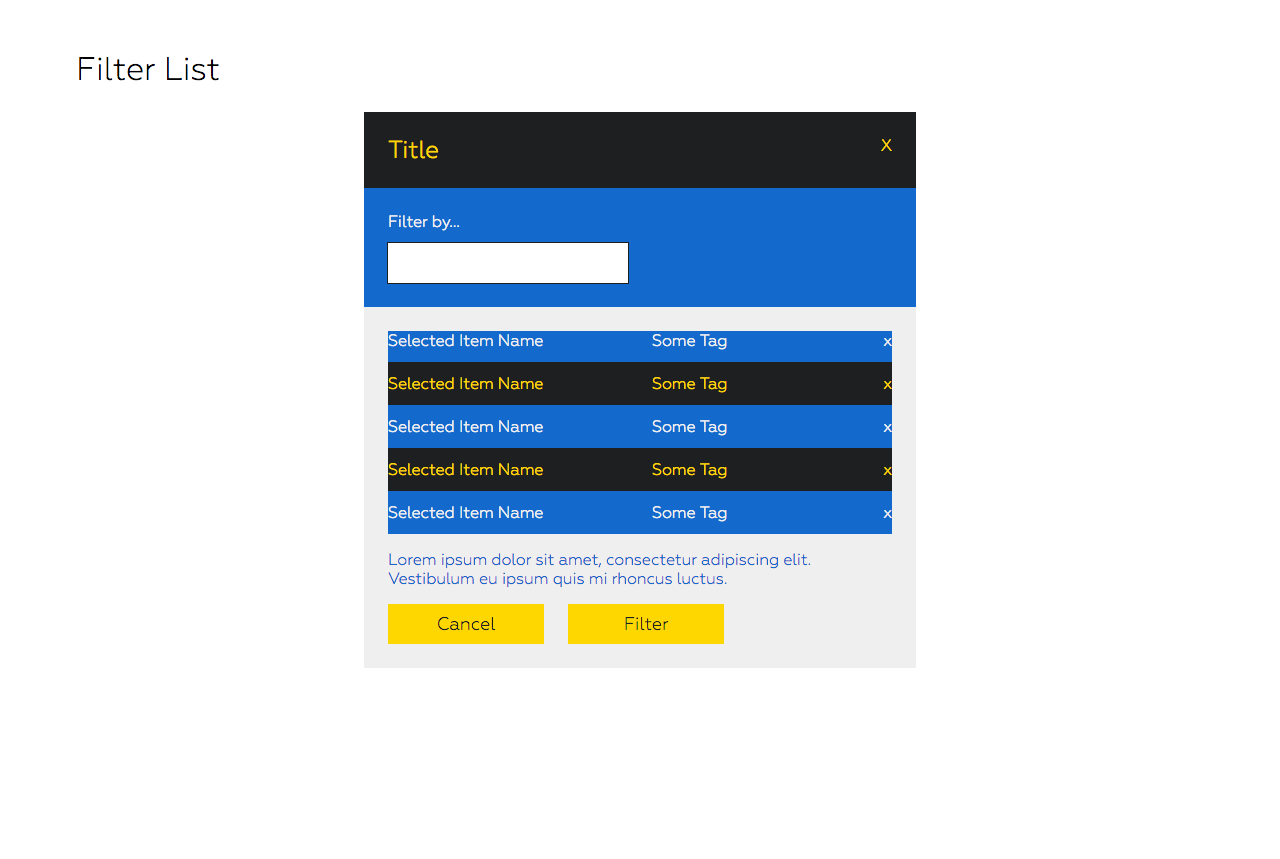 Filter List
Title X
Filter by...
Selected Item Name Some Tag x
Selected Item Name Some Tag x
Selected Item Name Some Tag x
Selected Item Name Some Tag x
Selected Item Name Some Tag x
Lorem ipsum dolor sit amet, consectetur adipiscing elit.
Vestibulum eu ipsum quis mi rhoncus luctus.
Cancel Filter